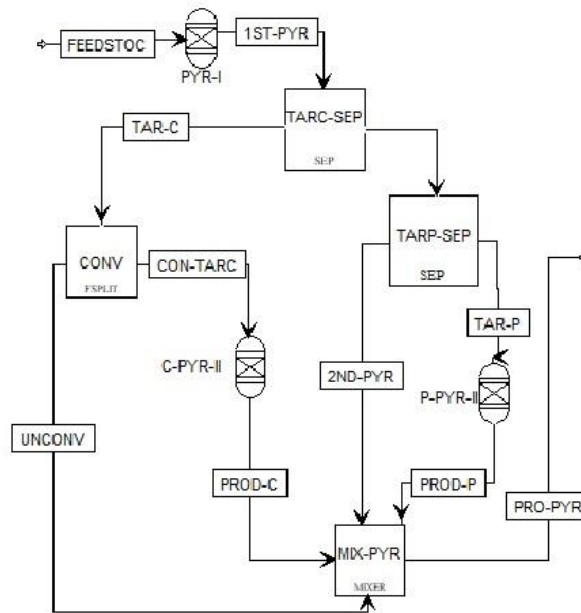 1ST-PYR
FEEDSTOC
PYR-I
TARC-SEP
SEP
TAR-C
TARP-SEP
SEP
CONV
FSPLIT
CON-TARC
TAR-P
C-PYR-II
2ND-PYR
P-PYR-II
UNCONV
PROD-C
PROD-P
PRO-PYR
MIX-PYR
MIXER